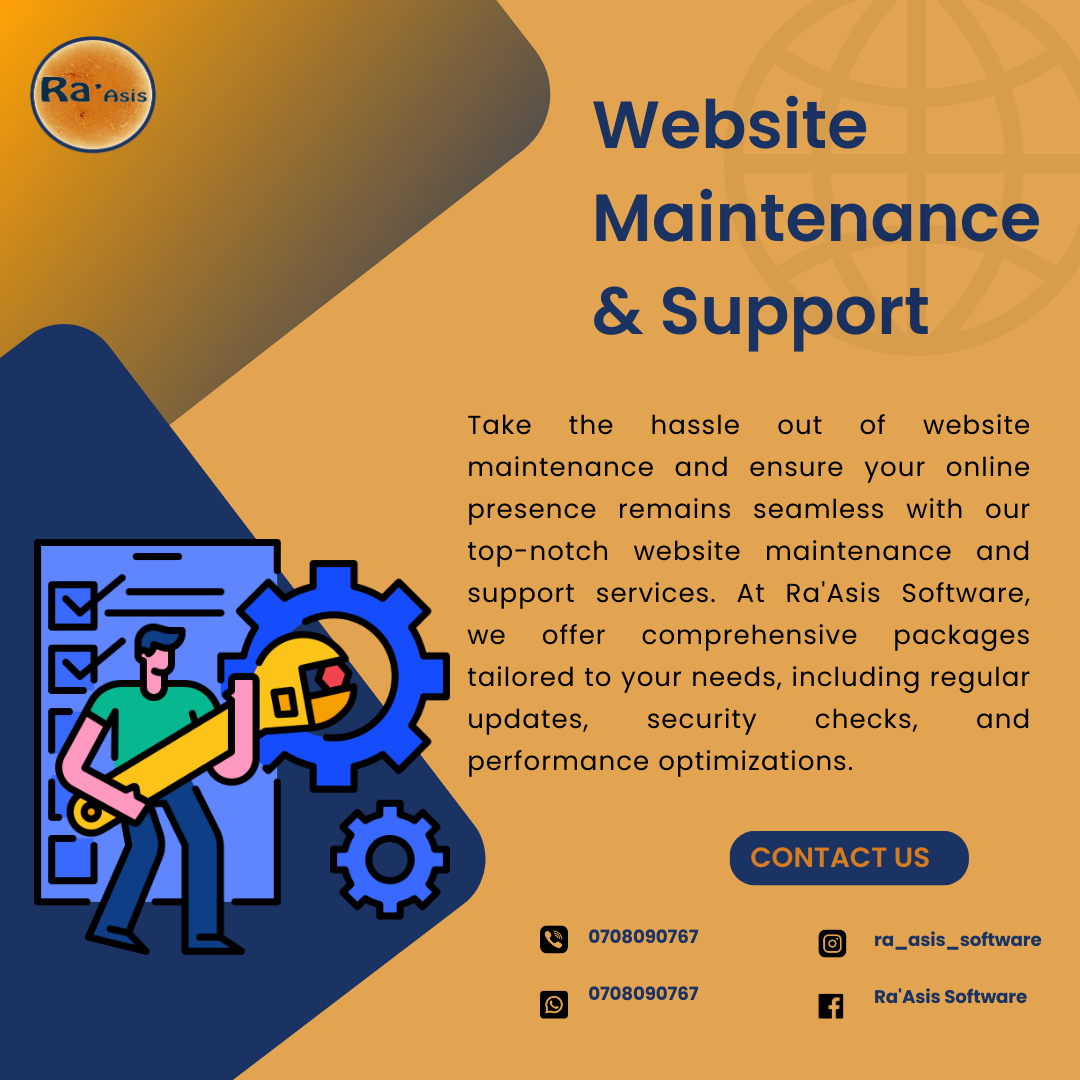 Ra'Asis
Website
Maintenance
& Support
Take the hassle out of website
maintenance and ensure your online
presence remains seamless with our
top-notch website maintenance and
support services. At Ra'Asis Software,
we offer comprehensive packages
tailored to your needs, including regular
updates, security checks, and
performance optimizations.
CONTACT US
0708090767
ra_asis_software
0708090767
Ra'Asis Software